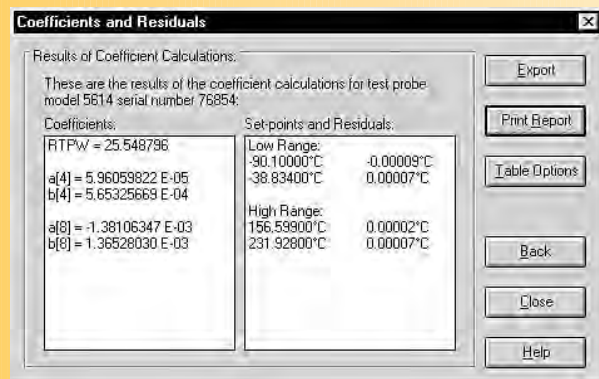 Coefficients and Residuals
Results of Coefficient Calculations:
These are the results of the coefficient calculations for test probe
model 5614 serial number 76854:
Coefficients:
RTPW = 25.548796
a[4] = 5.96059822 E-05
b[4] = 5.65325669 E-04
a[8] = -1.38106347 E-03
b[8] = 1.36528030 E-03
Set-points and Residuals:
Low Range:
-90.10000°C -0.00009°C
-38.83400°C 0.00007°C
High Range:
156.59900°C 0.00002°C
231.92800°C 0.00007°C
Export
Print Report
Table Options
Back
Close
Help